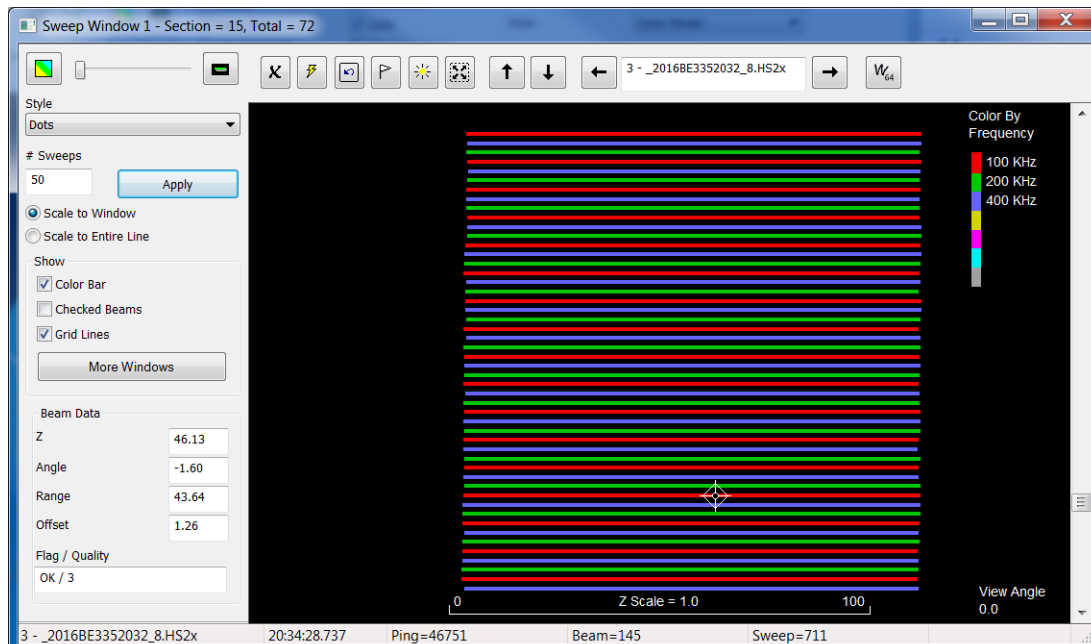 Sweep Window 1 - Section = 15, Total = 72
3 - _2016BE3352032_8.HS2x
W64
Style
Dots
# Sweeps
50
Apply
Scale to Window
Scale to Entire Line
Show
Color Bar
Checked Beams
Grid Lines
More Windows
Beam Data
Z
46.13
Angle
-1.60
Range
43.64
Offset
1.26
Flag / Quality
OK / 3
Color By
Frequency
100 KHz
200 KHz
400 KHz
0
Z Scale = 1.0
100
View Angle
0.0
3 - _2016BE3352032_8.HS2x
20:34:28.737
Ping=46751
Beam=145
Sweep=711